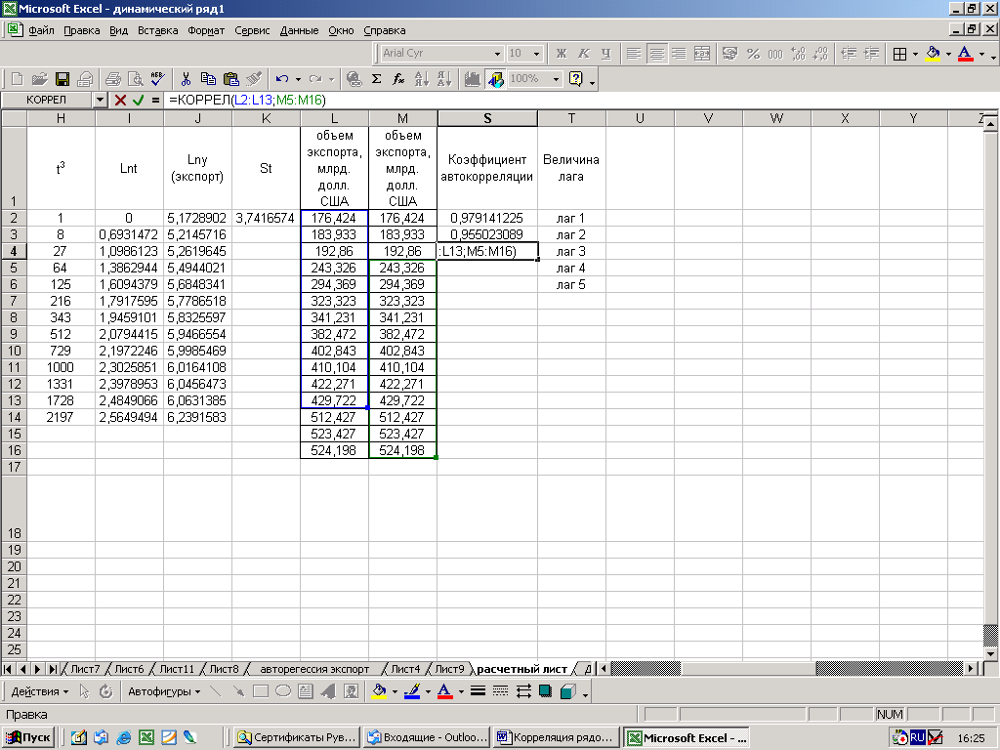 Microsoft Excel - динамический ряд1
Файл Правка Вид Вставка Формат Сервис Данные Окно Справка
Arial Cyr 10 Ж К Ч % 000
100%
КОРРЕЛ =КОРРЕЛ(L2:L13;M5:M16)
H I J K L M S T U V W X Y Z
1 t³ Lnt Lny (экспорт) St объем экспорта, млрд. долл. США объем экспорта, млрд. долл. США Коэффициент автокорреляции Величина лага
2 1 0 5,1728902 3,7416574 176,424 176,424 0,979141225 лаг 1
3 8 0,6931472 5,2145716 183,933 183,933 0,955023089 лаг 2
4 27 1,0986123 5,2619645 192,86 192,86 :L13;M5:M16) лаг 3
5 64 1,3862944 5,4944021 243,326 243,326 лаг 4
6 125 1,6094379 5,6848341 294,369 294,369 лаг 5
7 216 1,7917595 5,7786518 323,323 323,323
8 343 1,9459101 5,8325597 341,231 341,231
9 512 2,0794415 5,9466554 382,472 382,472
10 729 2,1972246 5,9985469 402,843 402,843
11 1000 2,3025851 6,0164108 410,104 410,104
12 1331 2,3978953 6,0456473 422,271 422,271
13 1728 2,4849066 6,0631385 429,722 429,722
14 2197 2,5649494 6,2391583 512,427 512,427
15 523,427 523,427
16 524,198 524,198
17
18
19
20
21
22
23
24
25
Лист7 Лист6 Лист11 Лист8 авторегессия экспорт Лист4 Лист9 расчетный лист Д
Действия Автофигуры
Правка NUM
Пуск Сертификаты Рув... Входящие - Outloo... Корреляция рядо... Microsoft Excel - ... RU 16:25